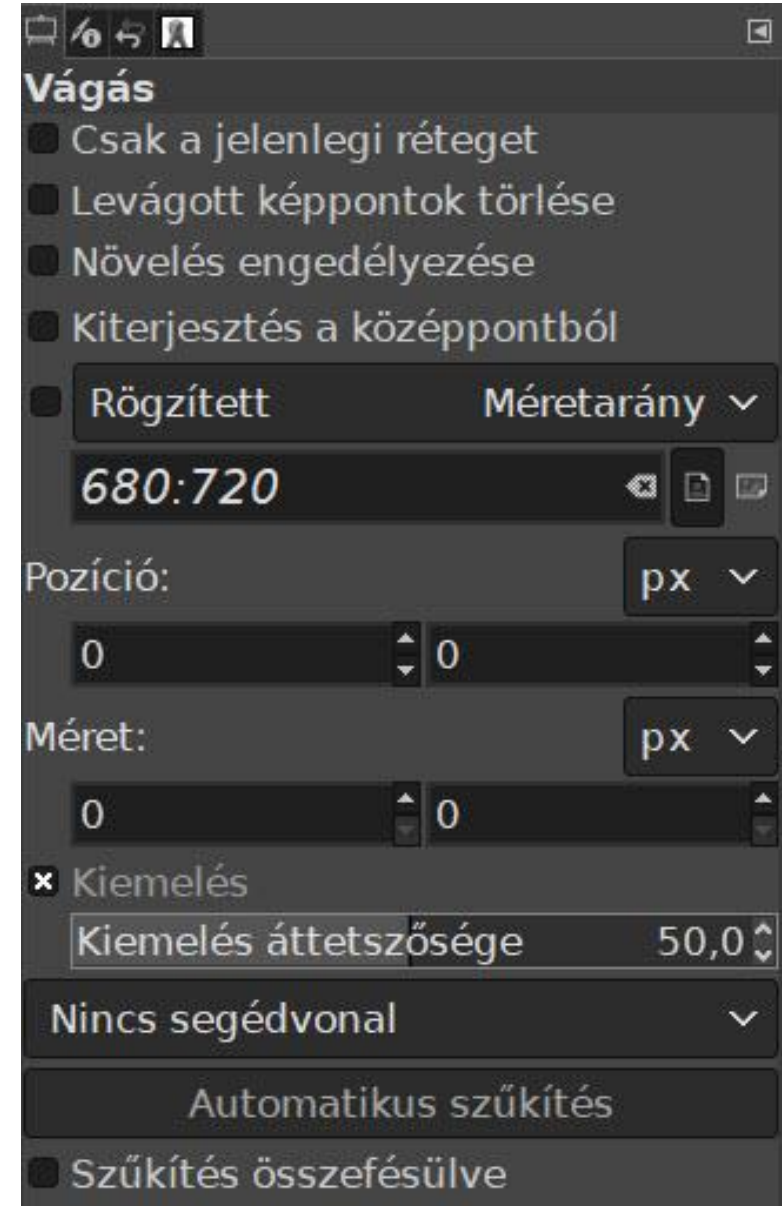 Vágás
Csak a jelenlegi réteget
Levágott képpontok törlése
Növelés engedélyezése
Kiterjesztés a középpontból
Rögzített Méretarány
680:720
Pozíció: px
0 0
Méret: px
0 0
Kiemelés
Kiemelés áttetszősége 50,0
Nincs segédvonal
Automatikus szűkítés
Szűkítés összefésülve